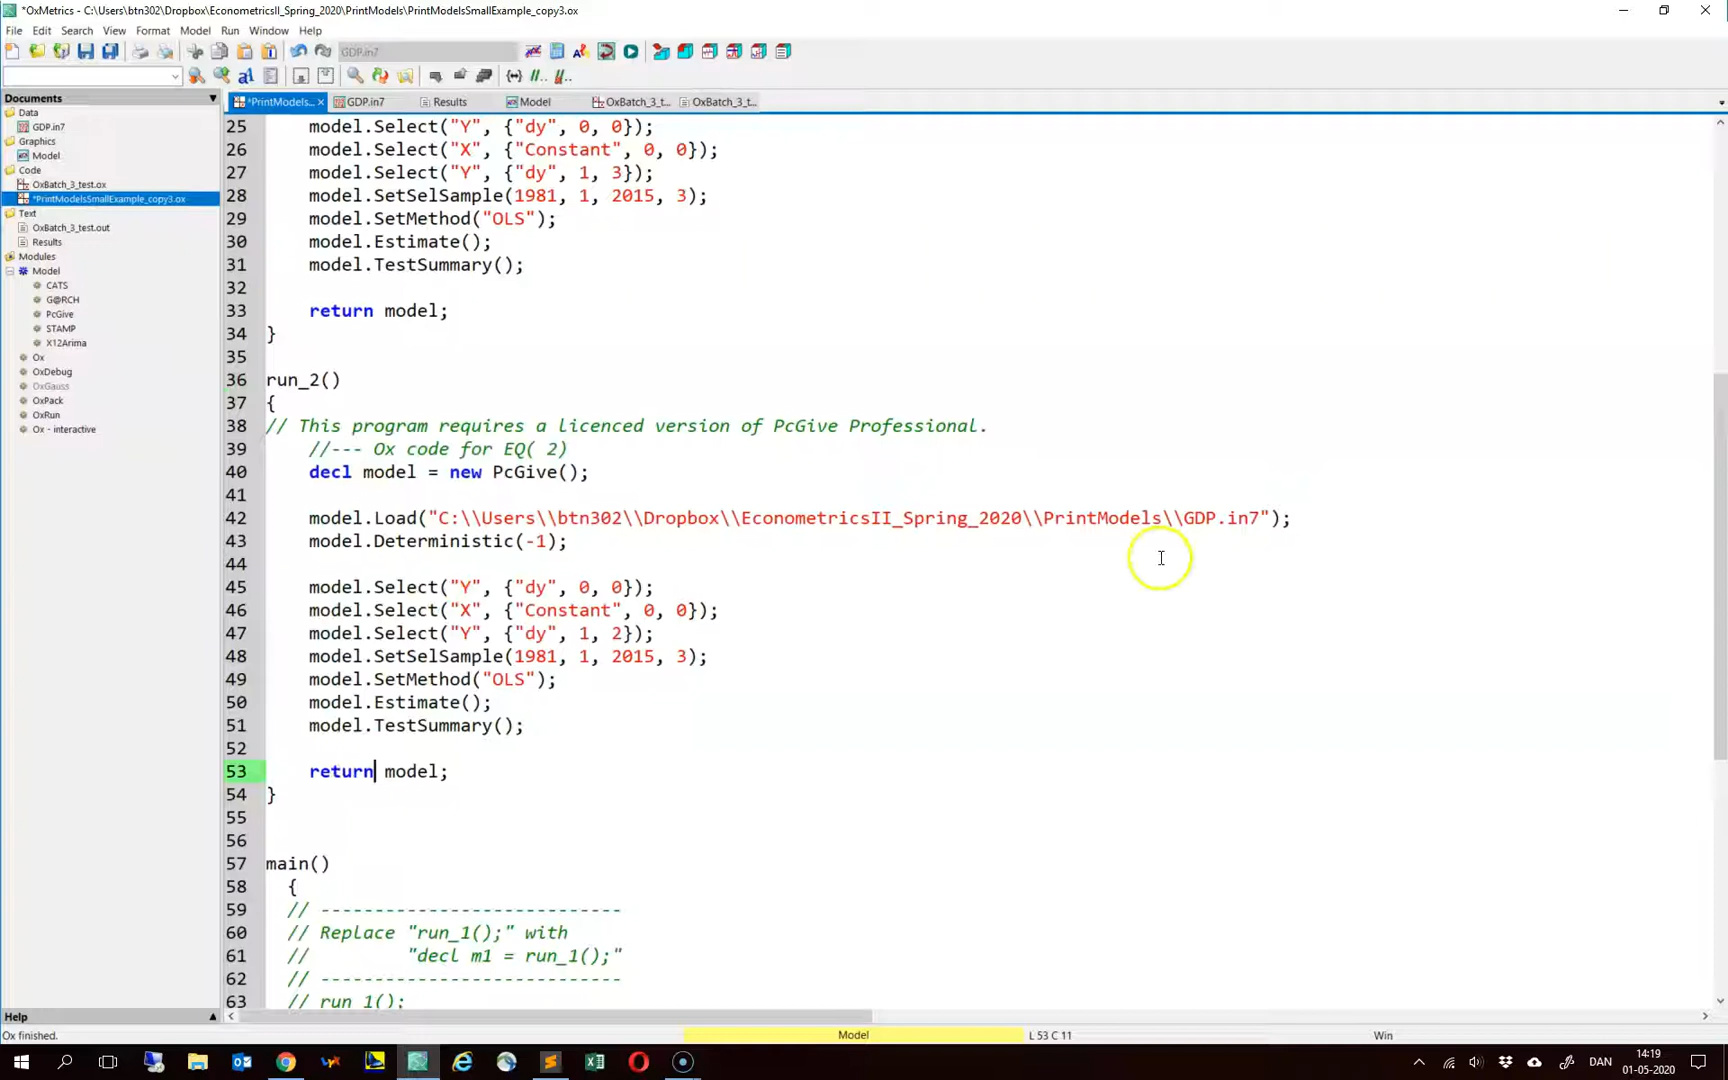 *OxMetrics - C:\Users\btn302\Dropbox\EconometricsII_Spring_2020\PrintModels\PrintModelsSmallExample_copy3.ox
File Edit Search View Format Model Run Window Help
GDP.in7
Documents
Data
GDP.in7
Graphics
Model
Code
OxBatch_3_test.ox
*PrintModelsSmallExample_copy3.ox
Text
OxBatch_3_test.out
Results
Modules
Model
CATS
G@RCH
PcGive
STAMP
X12Arima
Ox
OxDebug
OxGauss
OxPack
OxRun
Ox - interactive
Help
*PrintModels... × GDP.in7 Results Model OxBatch_3_t... OxBatch_3_t...
25 model.Select("Y", {"dy", 0, 0});
26 model.Select("X", {"Constant", 0, 0});
27 model.Select("Y", {"dy", 1, 3});
28 model.SetSelSample(1981, 1, 2015, 3);
29 model.SetMethod("OLS");
30 model.Estimate();
31 model.TestSummary();
32
33 return model;
34 }
35
36 run_2()
37 {
38 // This program requires a licenced version of PcGive Professional.
39 //--- Ox code for EQ( 2)
40 decl model = new PcGive();
41
42 model.Load("C:\\Users\\btn302\\Dropbox\\EconometricsII_Spring_2020\\PrintModels\\GDP.in7");
43 model.Deterministic(-1);
44
45 model.Select("Y", {"dy", 0, 0});
46 model.Select("X", {"Constant", 0, 0});
47 model.Select("Y", {"dy", 1, 2});
48 model.SetSelSample(1981, 1, 2015, 3);
49 model.SetMethod("OLS");
50 model.Estimate();
51 model.TestSummary();
52
53 return model;
54 }
55
56
57 main()
58 {
59 // ----------------------------
60 // Replace "run_1();" with
61 // "decl m1 = run_1();"
62 // ----------------------------
63 // run_1();
Ox finished.
Model
L 53 C 11
Win
DAN
14:19
01-05-2020